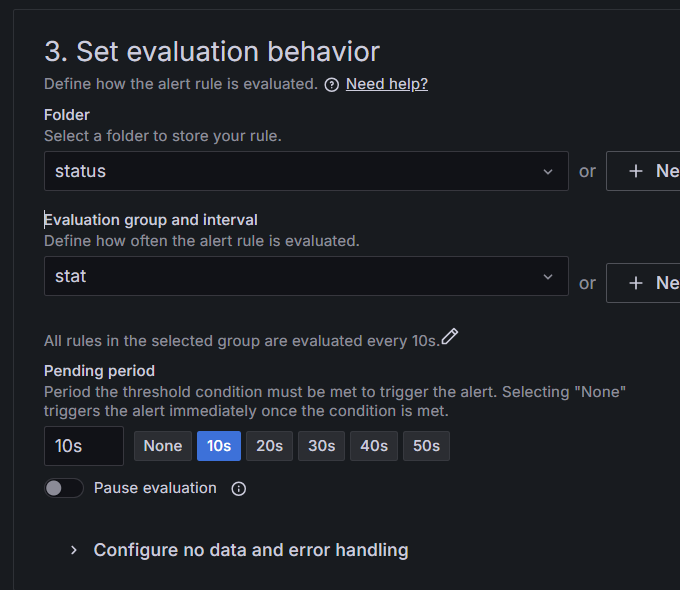 3. Set evaluation behavior
Define how the alert rule is evaluated. Need help?
Folder
Select a folder to store your rule.
status
or
+ Ne
Evaluation group and interval
Define how often the alert rule is evaluated.
stat
or
+ Ne
All rules in the selected group are evaluated every 10s.
Pending period
Period the threshold condition must be met to trigger the alert. Selecting "None"
triggers the alert immediately once the condition is met.
10s None 10s 20s 30s 40s 50s
Pause evaluation
Configure no data and error handling